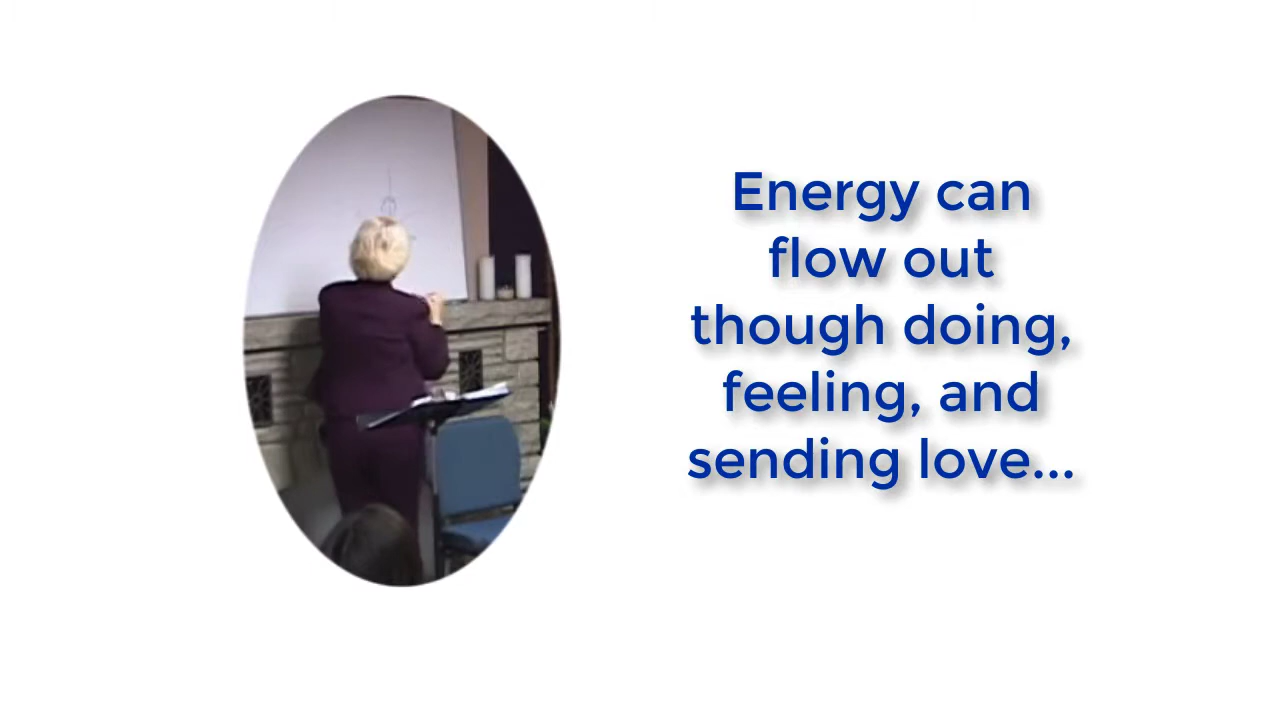 Energy can
flow out
though doing,
feeling, and
sending love...